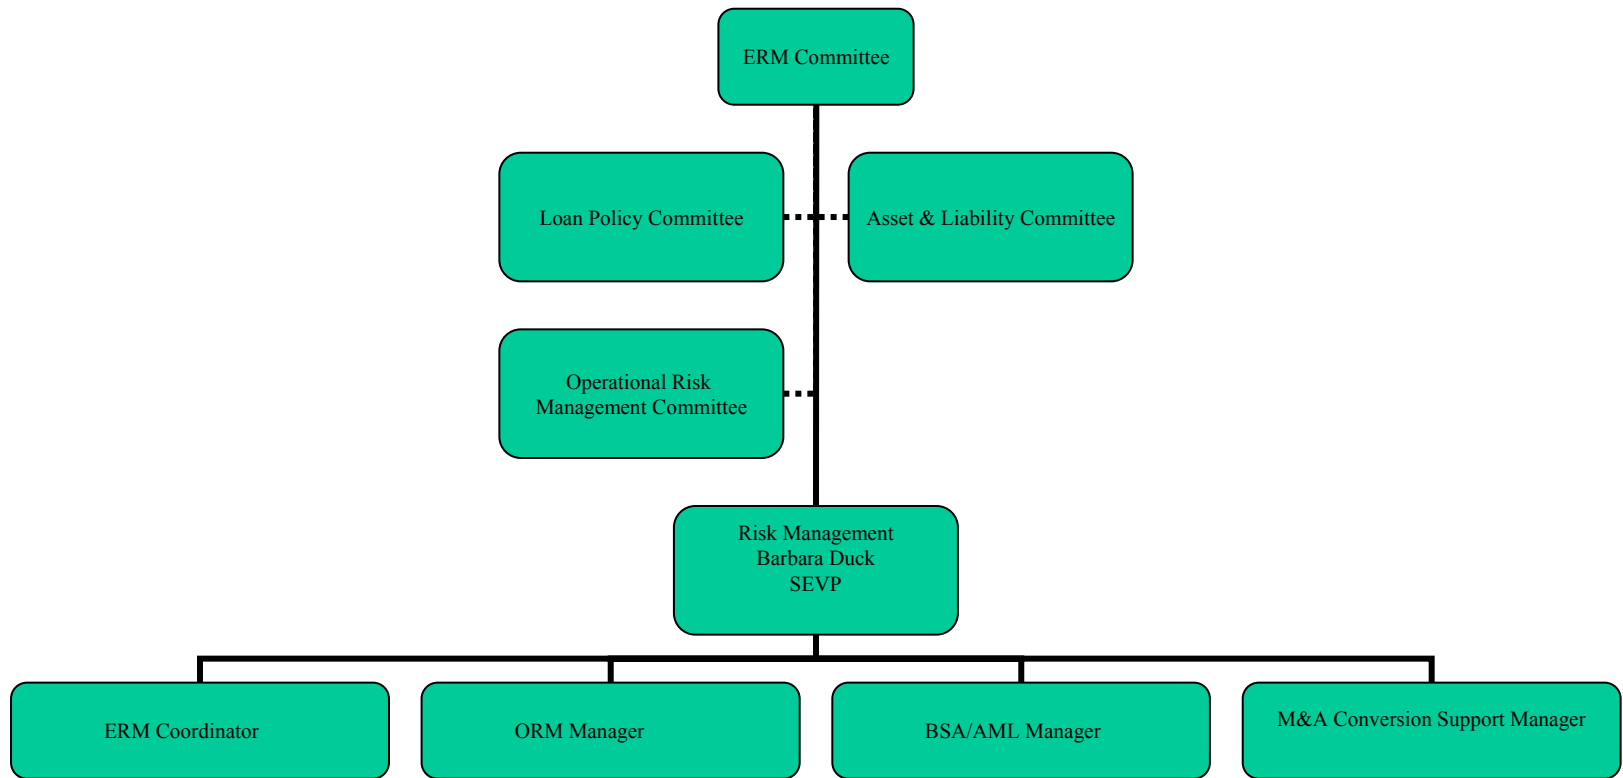 ERM Committee
Loan Policy Committee
Asset & Liability Committee
Operational Risk
Management Committee
Risk Management
Barbara Duck
SEVP
ERM Coordinator
ORM Manager
BSA/AML Manager
M&A Conversion Support Manager